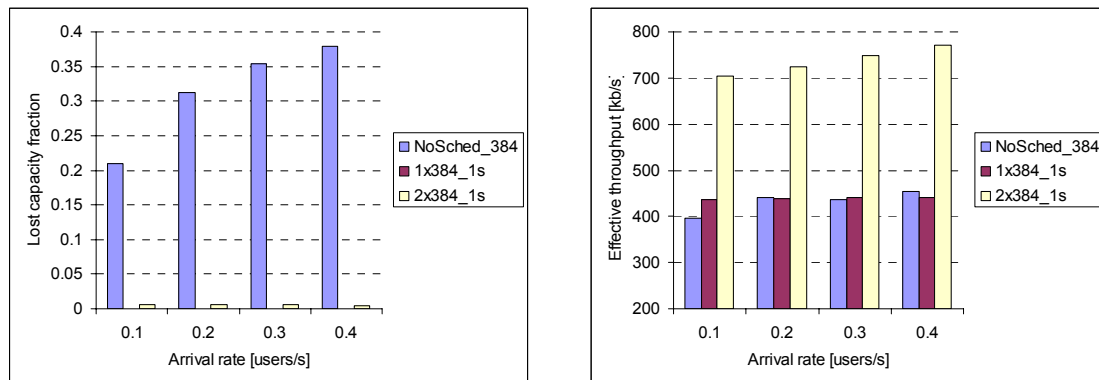 0.4
0.35
0.3
0.25
0.2
0.15
0.1
0.05
0
Lost capacity fraction
0.1 0.2 0.3 0.4
Arrival rate [users/s]
NoSched_384
1x384_1s
2x384_1s
800
700
600
500
400
300
200
Effective throughput [kb/s]
0.1 0.2 0.3 0.4
Arrival rate [users/s]
NoSched_384
1x384_1s
2x384_1s